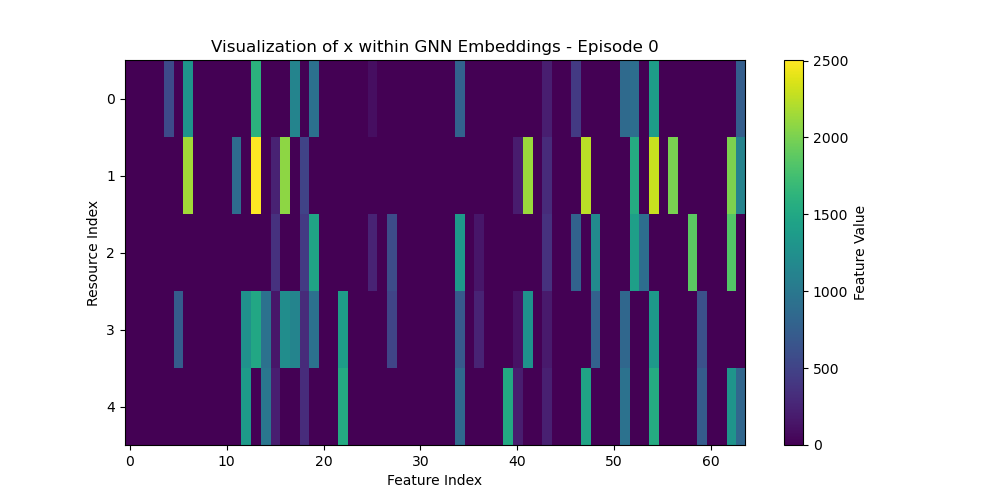 Visualization of x within GNN Embeddings - Episode 0
Resource Index
0
1
2
3
4
0 10 20 30 40 50 60
Feature Index
2500
2000
1500
1000
500
0
Feature Value